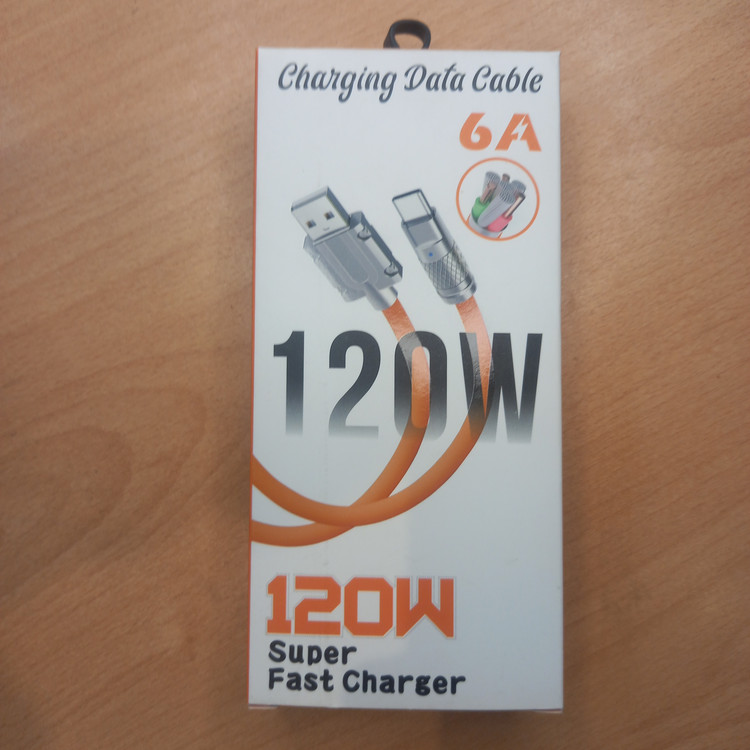 Charging Data Cable
6A
120W
120W
Super
Fast Charger